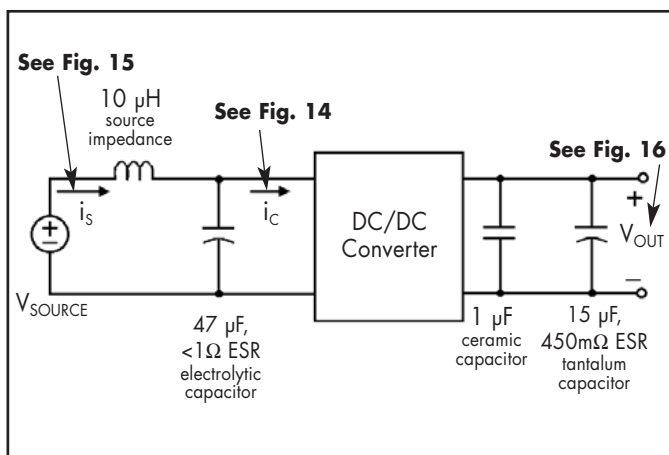 See Fig. 15
10 µH
source
impedance
See Fig. 14
See Fig. 16
iS
iC
DC/DC
Converter
+
VOUT
−
+
−
VSOURCE
47 µF,
<1Ω ESR
electrolytic
capacitor
1 µF
ceramic
capacitor
15 µF,
450mΩ ESR
tantalum
capacitor